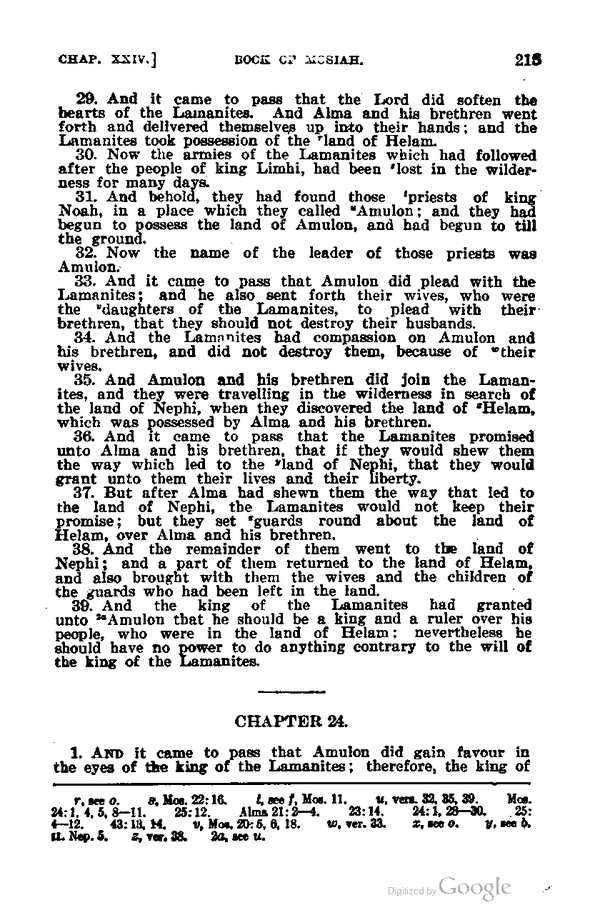 CHAP. XXIV.] BOOK OF MOSIAH. 213
29. And it came to pass that the Lord did soften the
hearts of the Lamanites. And Alma and his brethren went
forth and delivered themselves up into their hands; and the
Lamanites took possession of the ʳland of Helam.
30. Now the armies of the Lamanites which had followed
after the people of king Limhi, had been ˢlost in the wilder-
ness for many days.
31. And behold, they had found those ᵗpriests of king
Noah, in a place which they called ᵘAmulon; and they had
begun to possess the land of Amulon, and had begun to till
the ground.
32. Now the name of the leader of those priests was
Amulon.
33. And it came to pass that Amulon did plead with the
Lamanites; and he also sent forth their wives, who were
the ᵛdaughters of the Lamanites, to plead with their
brethren, that they should not destroy their husbands.
34. And the Lamanites had compassion on Amulon and
his brethren, and did not destroy them, because of ʷtheir
wives.
35. And Amulon and his brethren did join the Laman-
ites, and they were travelling in the wilderness in search of
the land of Nephi, when they discovered the land of ˣHelam,
which was possessed by Alma and his brethren.
36. And it came to pass that the Lamanites promised
unto Alma and his brethren, that if they would shew them
the way which led to the ʸland of Nephi, that they would
grant unto them their lives and their liberty.
37. But after Alma had shewn them the way that led to
the land of Nephi, the Lamanites would not keep their
promise; but they set ᶻguards round about the land of
Helam, over Alma and his brethren.
38. And the remainder of them went to the land of
Nephi; and a part of them returned to the land of Helam,
and also brought with them the wives and the children of
the guards who had been left in the land.
39. And the king of the Lamanites had granted
unto ²ᵃAmulon that he should be a king and a ruler over his
people, who were in the land of Helam; nevertheless he
should have no power to do anything contrary to the will of
the king of the Lamanites.
CHAPTER 24.
1. AND it came to pass that Amulon did gain favour in
the eyes of the king of the Lamanites; therefore, the king of
r, see o. s, Mos. 22:16. t, see f, Mos. 11. u, vers. 32, 35, 39. Mos.
24:1, 4, 5, 8—11. 25:12. Alma 21:2—4. 23:14. 24:1, 28—30. 25:
4—12. 43:13, 14. v, Mos. 20:5, 6, 18. w, ver. 33. x, see o. y, see b,
II. Nep. 5. z, ver. 38. 2a, see u.
Digitized by Google